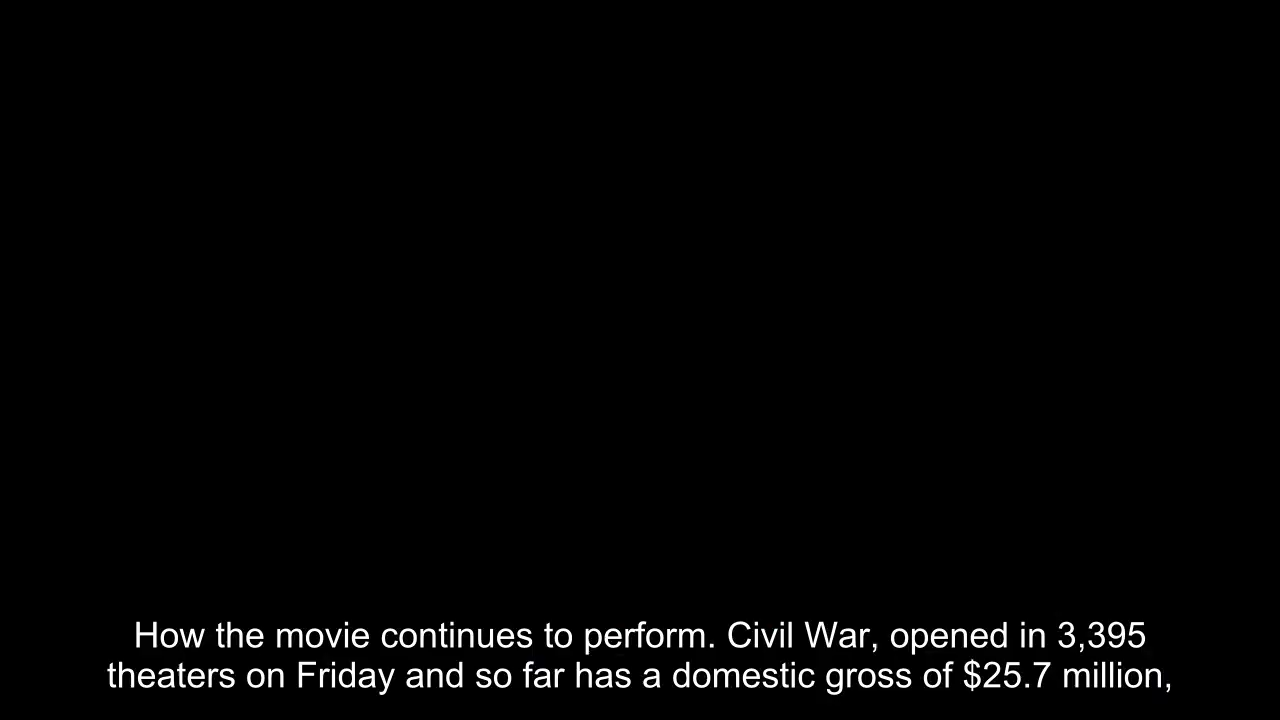 How the movie continues to perform. Civil War, opened in 3,395
theaters on Friday and so far has a domestic gross of $25.7 million,